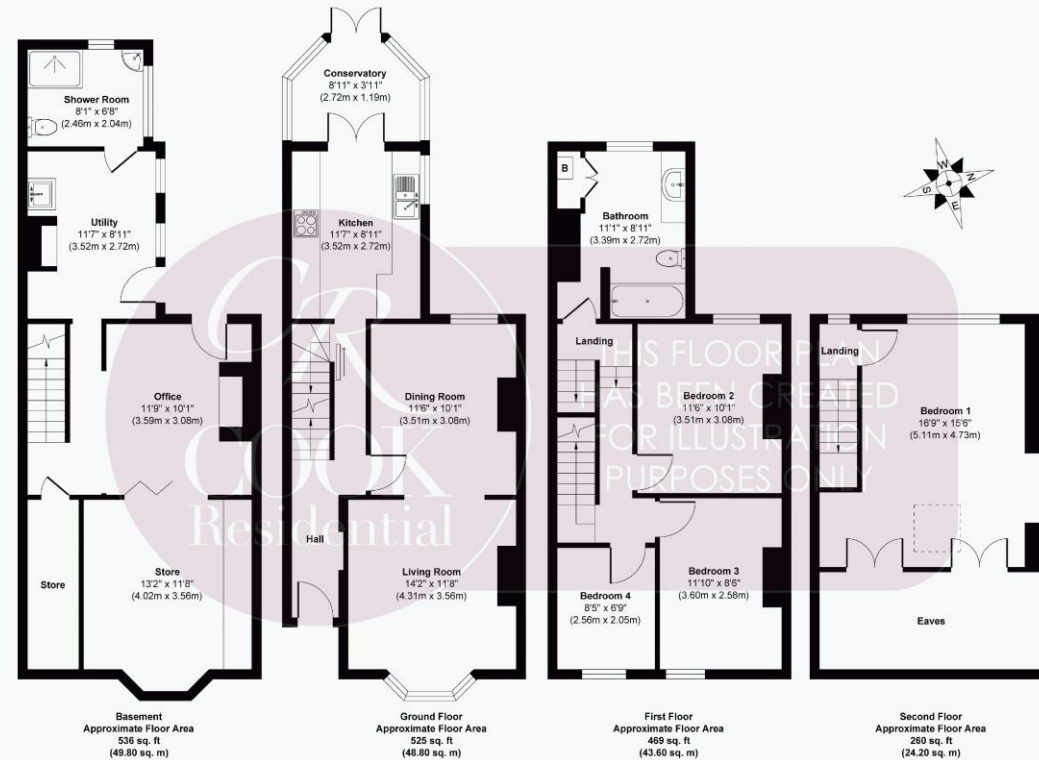 Shower Room
8'1" x 6'8"
(2.46m x 2.04m)
Utility
11'7" x 8'11"
(3.52m x 2.72m)
Office
11'9" x 10'1"
(3.59m x 3.08m)
Store
Store
13'2" x 11'8"
(4.02m x 3.56m)
Basement
Approximate Floor Area
536 sq. ft
(49.80 sq. m)
Conservatory
8'11" x 3'11"
(2.72m x 1.19m)
Kitchen
11'7" x 8'11"
(3.52m x 2.72m)
Dining Room
11'6" x 10'1"
(3.51m x 3.08m)
Hall
Living Room
14'2" x 11'8"
(4.31m x 3.56m)
Ground Floor
Approximate Floor Area
525 sq. ft
(48.80 sq. m)
B
Bathroom
11'1" x 8'11"
(3.39m x 2.72m)
Landing
Bedroom 2
11'6" x 10'1"
(3.51m x 3.08m)
Bedroom 3
11'10" x 8'6"
(3.60m x 2.58m)
Bedroom 4
8'5" x 6'9"
(2.56m x 2.05m)
First Floor
Approximate Floor Area
469 sq. ft
(43.60 sq. m)
W
N
S
E
Landing
Bedroom 1
16'9" x 15'6"
(5.11m x 4.73m)
Eaves
Second Floor
Approximate Floor Area
260 sq. ft
(24.20 sq. m)
CR
COOK
Residential
THIS FLOOR PLAN
HAS BEEN CREATED
FOR ILLUSTRATION
PURPOSES ONLY